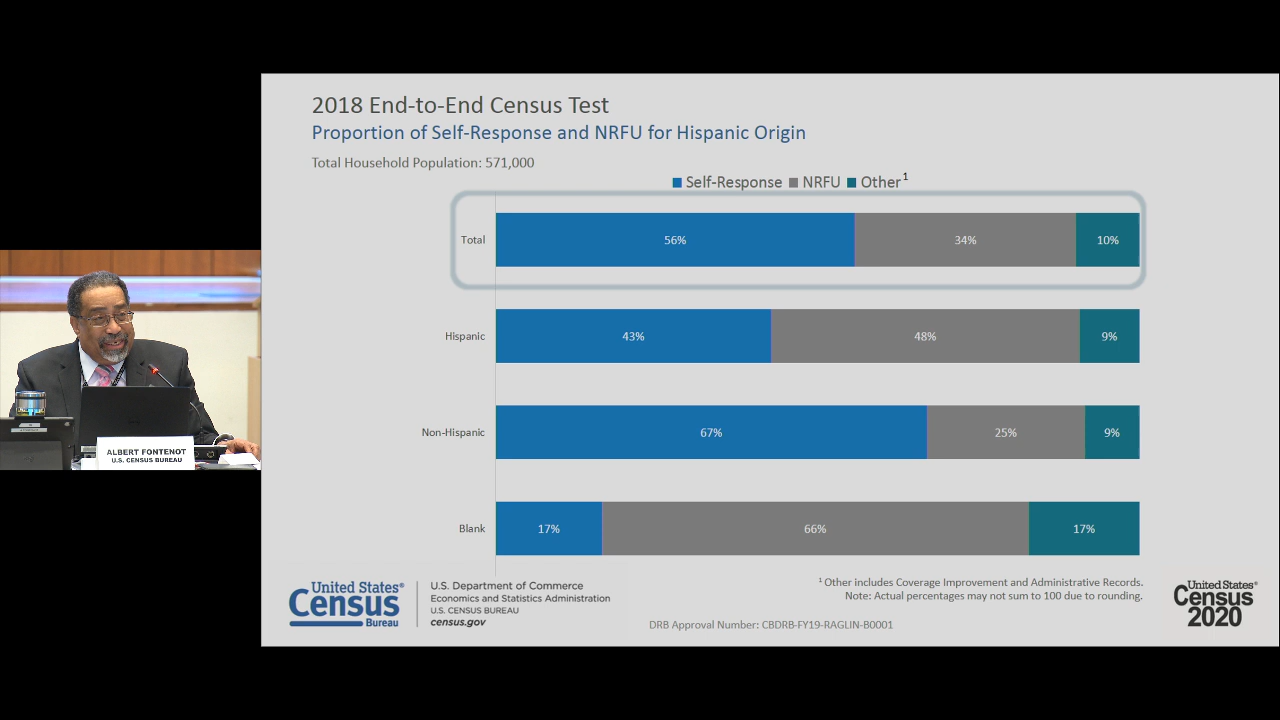 2018 End-to-End Census Test
Proportion of Self-Response and NRFU for Hispanic Origin
Total Household Population: 571,000
Self-Response NRFU Other 1
Total 56% 34% 10%
Hispanic 43% 48% 9%
Non-Hispanic 67% 25% 9%
Blank 17% 66% 17%
ALBERT FONTENOT
U.S. CENSUS BUREAU
United States®
Census
Bureau
U.S. Department of Commerce
Economics and Statistics Administration
U.S. CENSUS BUREAU
census.gov
1 Other includes Coverage Improvement and Administrative Records.
Note: Actual percentages may not sum to 100 due to rounding.
DRB Approval Number: CBDRB-FY19-RAGLIN-B0001
United States®
Census
2020